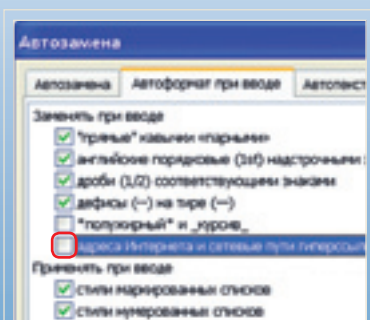 Автозамена
Автозамена Автоформат при вводе Автотекст
Заменять при вводе
"прямые" кавычки «парными»
английские порядковые (1st) надстрочными
дроби (1/2) соответствующими знаками
дефисы (--) на тире (—)
*полужирный* и _курсив_
адреса Интернета и сетевые пути гиперссыл
Применять при вводе
стили маркированных списков
стили нумерованных списков